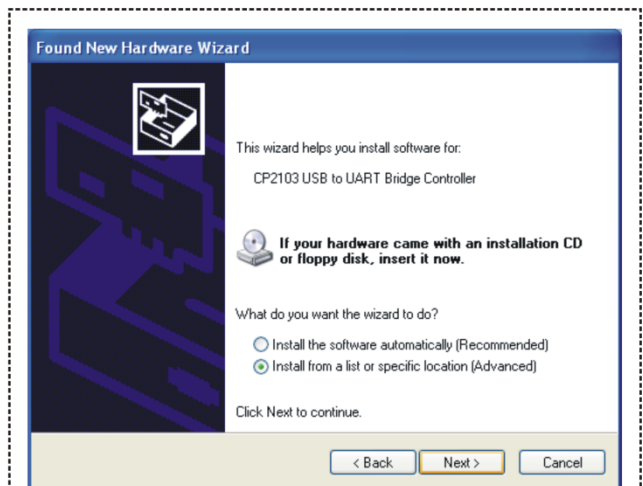 Found New Hardware Wizard
This wizard helps you install software for:
CP2103 USB to UART Bridge Controller
If your hardware came with an installation CD
or floppy disk, insert it now.
What do you want the wizard to do?
Install the software automatically (Recommended)
Install from a list or specific location (Advanced)
Click Next to continue.
< Back Next > Cancel